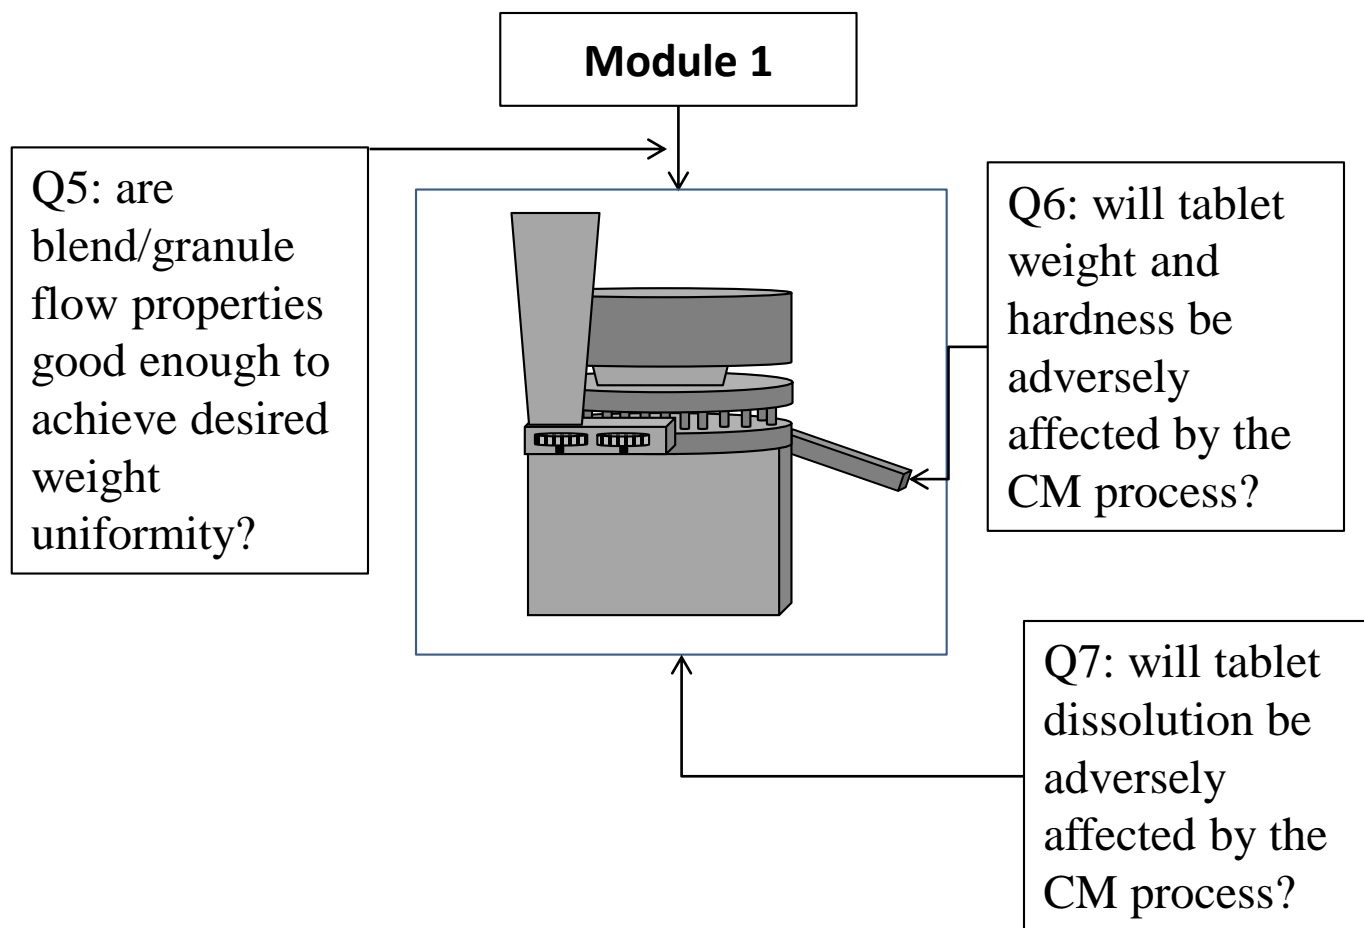 Module 1
Q5: are
blend/granule
flow properties
good enough to
achieve desired
weight
uniformity?
Q6: will tablet
weight and
hardness be
adversely
affected by the
CM process?
Q7: will tablet
dissolution be
adversely
affected by the
CM process?